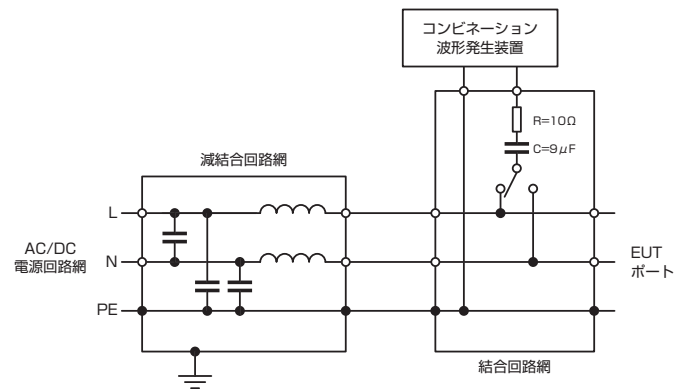 コンビネーション
波形発生装置
R=10Ω
C=9μF
減結合回路網
L
AC/DC
電源回路網
N
EUT
ポート
PE
結合回路網